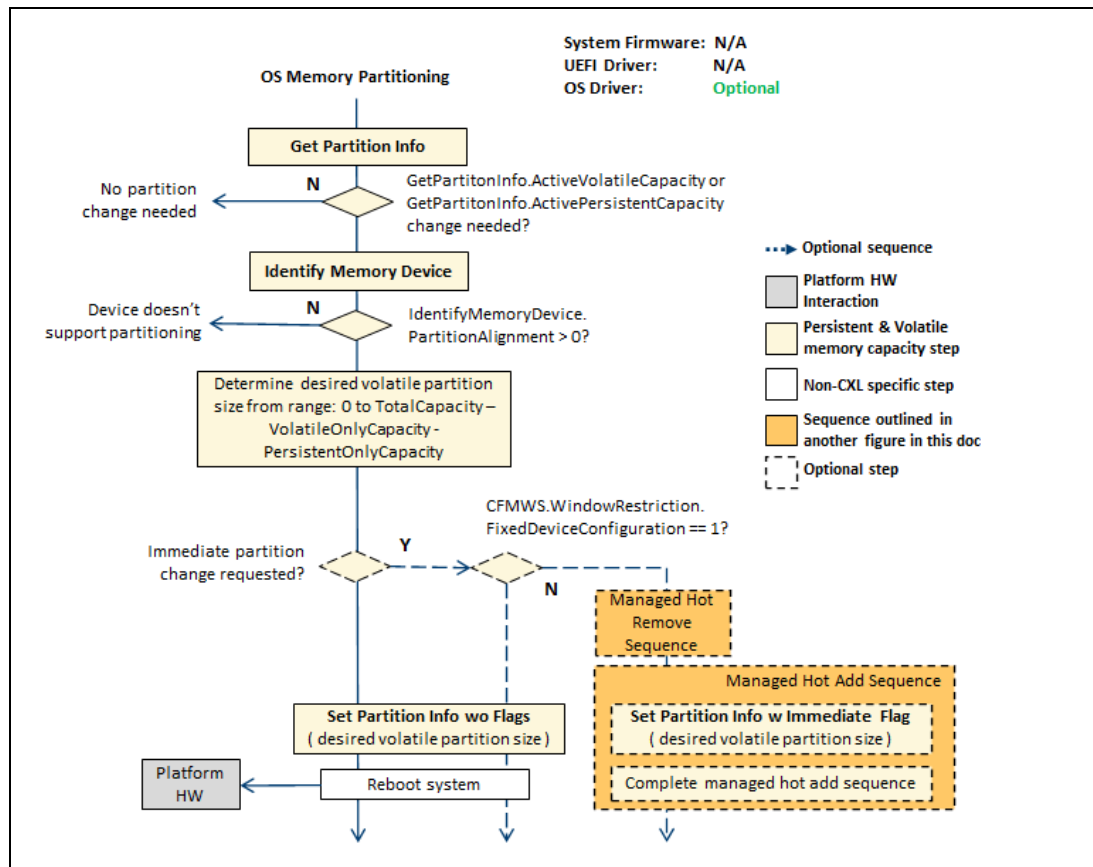 System Firmware: N/A
UEFI Driver: N/A
OS Driver: Optional
OS Memory Partitioning
Get Partition Info
N
No partition
change needed
GetPartitonInfo.ActiveVolatileCapacity or
GetPartitonInfo.ActivePersistentCapacity
change needed?
Identify Memory Device
N
Device doesn't
support partitioning
IdentifyMemoryDevice.
PartitionAlignment > 0?
Determine desired volatile partition
size from range: 0 to TotalCapacity –
VolatileOnlyCapacity -
PersistentOnlyCapacity
Optional sequence
Platform HW
Interaction
Persistent & Volatile
memory capacity step
Non-CXL specific step
Sequence outlined in
another figure in this doc
Optional step
CFMWS.WindowRestriction.
FixedDeviceConfiguration == 1?
Immediate partition
change requested?
Y
N
Managed Hot
Remove
Sequence
Managed Hot Add Sequence
Set Partition Info wo Flags
( desired volatile partition size )
Set Partition Info w Immediate Flag
( desired volatile partition size )
Platform
HW
Reboot system
Complete managed hot add sequence